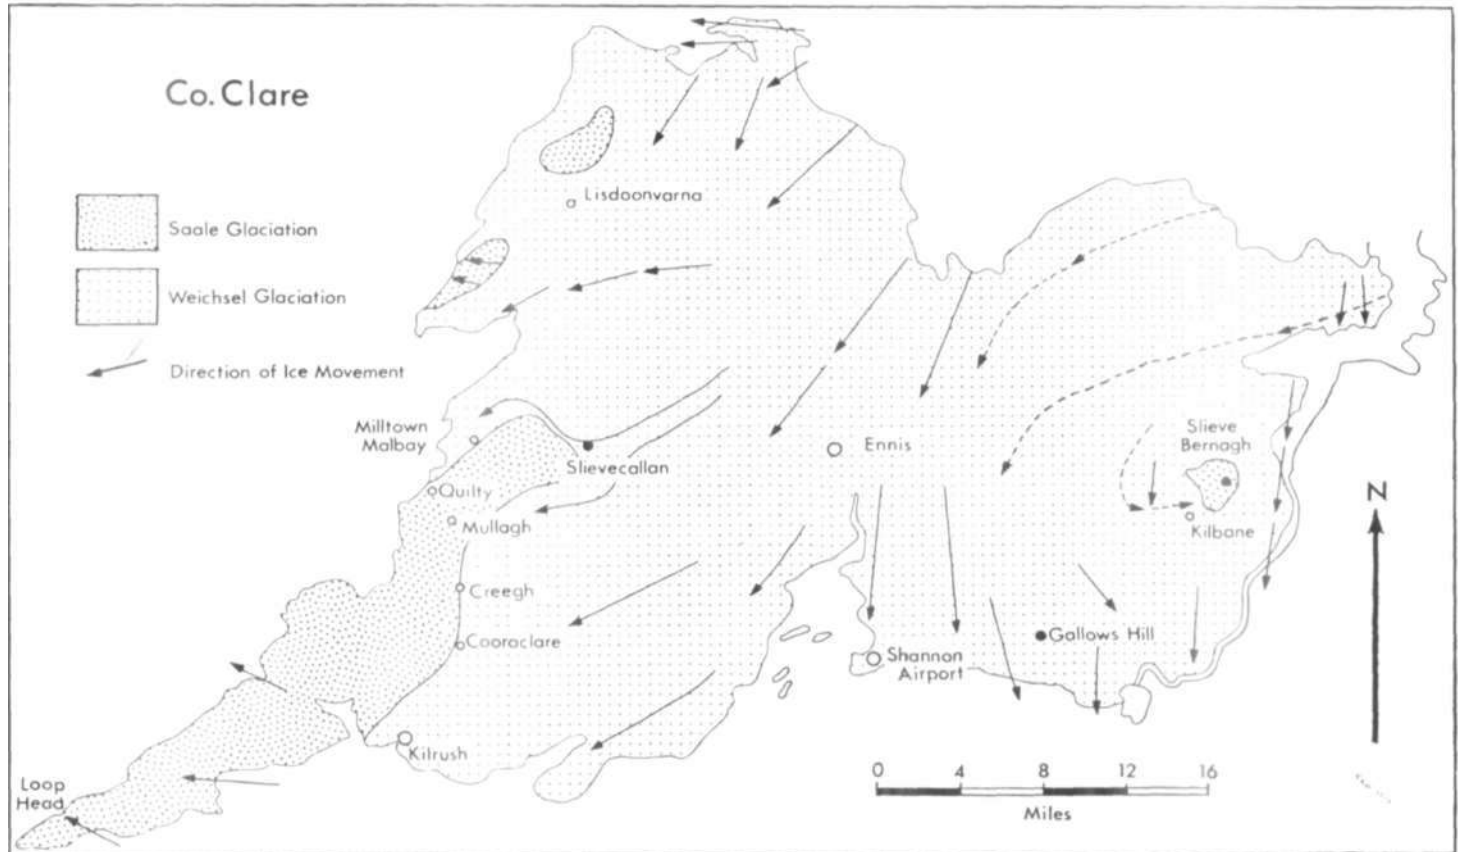 Co. Clare
Saale Glaciation
Weichsel Glaciation
Direction of Ice Movement
Lisdoonvarna
Milltown
Malbay
Slievecallan
Quilty
Mullagh
Creegh
Cooraclare
Kilrush
Loop
Head
Ennis
Slieve
Bernagh
Kilbane
Gallows Hill
Shannon
Airport
N
0 4 8 12 16
Miles